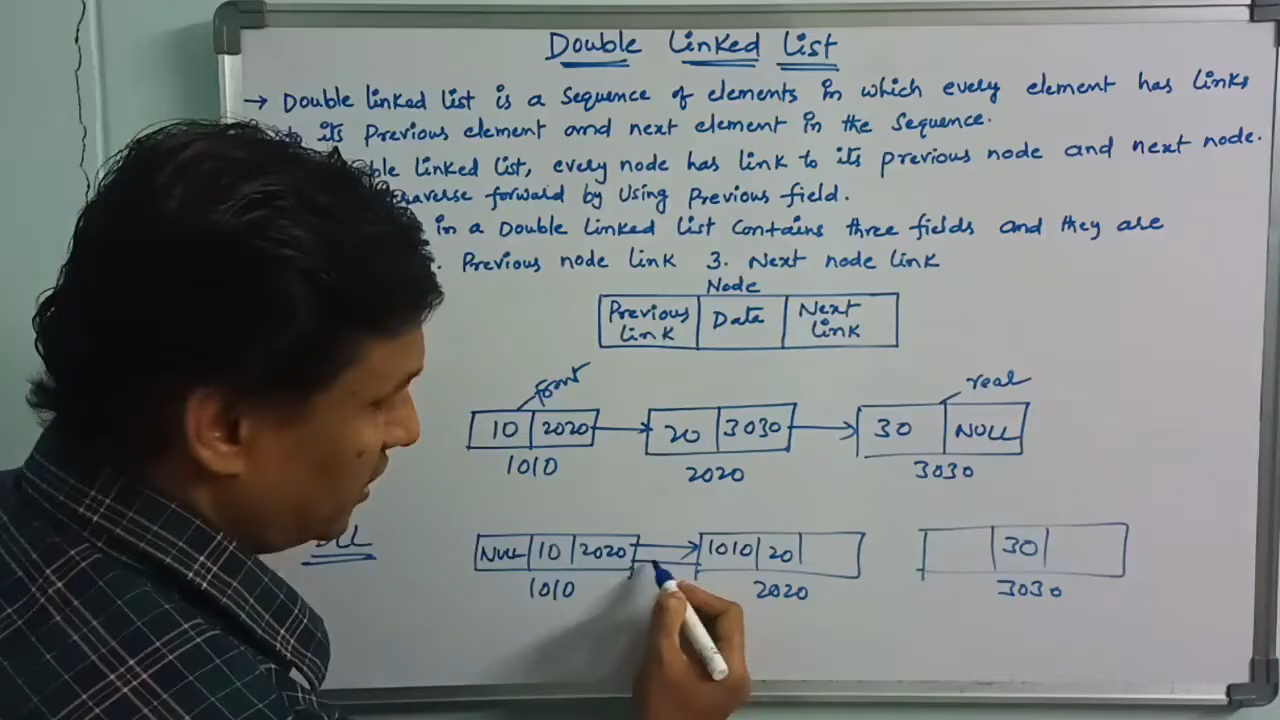 Double Linked List
→ Double linked list is a sequence of elements in which every element has links
its Previous element and next element in the sequence.
ble linked list, every node has link to its previous node and next node.
traverse forward by using previous field.
in a Double Linked List contains three fields and they are
. Previous node link 3. Next node link
Node
Previous link Data Next link
front real
10 2020 20 3030 30 NULL
1010 2020 3030
DLL
NULL 10 2020 1010 20 30
1010 2020 3030